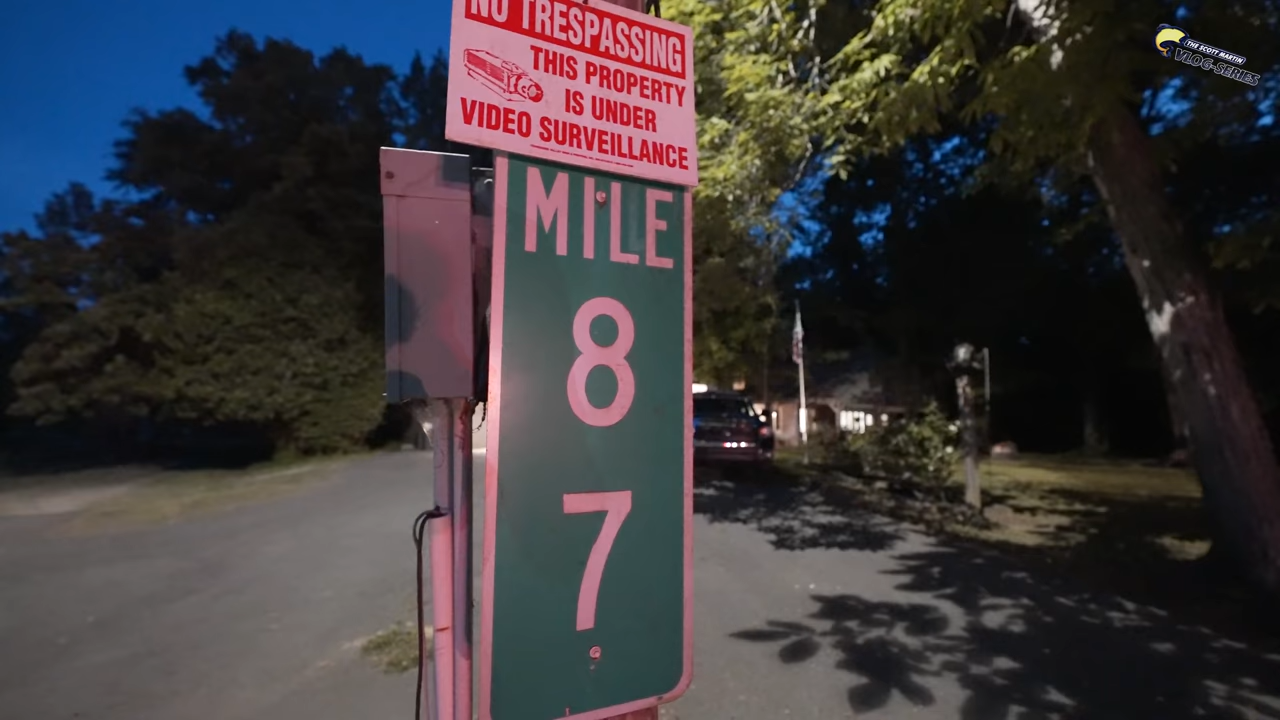 NO TRESPASSING
THIS PROPERTY
IS UNDER
VIDEO SURVEILLANCE
MILE
8
7
THE SCOTT MARTIN
VLOG-SERIES